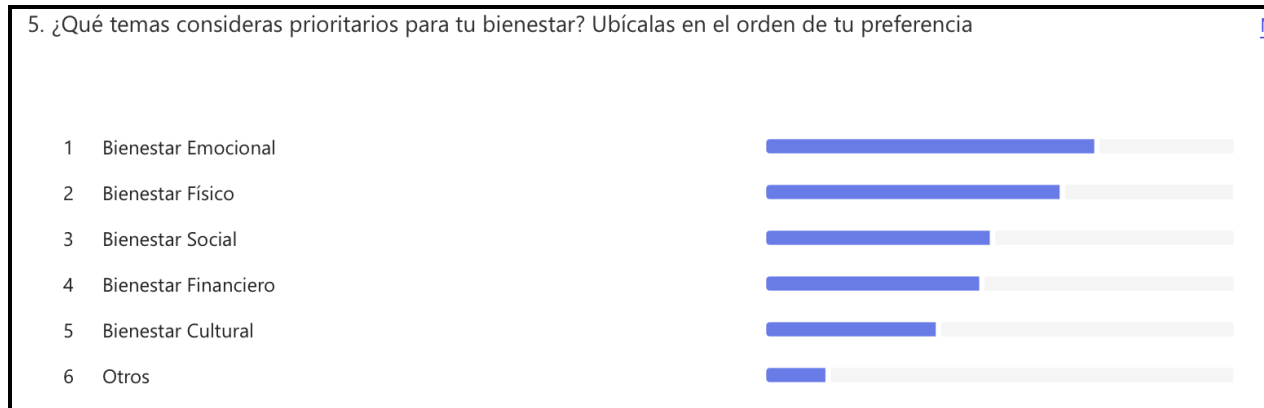 5. ¿Qué temas consideras prioritarios para tu bienestar? Ubícalas en el orden de tu preferencia
1 Bienestar Emocional
2 Bienestar Físico
3 Bienestar Social
4 Bienestar Financiero
5 Bienestar Cultural
6 Otros